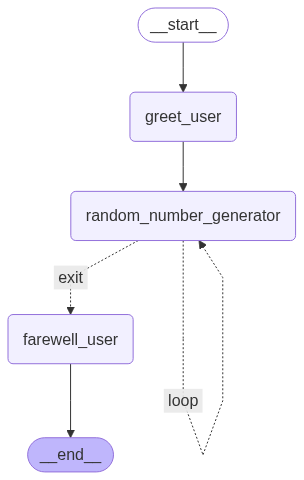 __start__
greet_user
random_number_generator
exit
farewell_user
loop
__end__